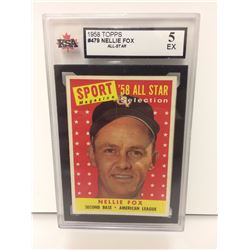 KSA
1958 TOPPS
#479 NELLIE FOX
ALL-STAR
5
EX
SPORT
Magazine
'58 ALL STAR
Selection
NELLIE FOX
SECOND BASE - AMERICAN LEAGUE